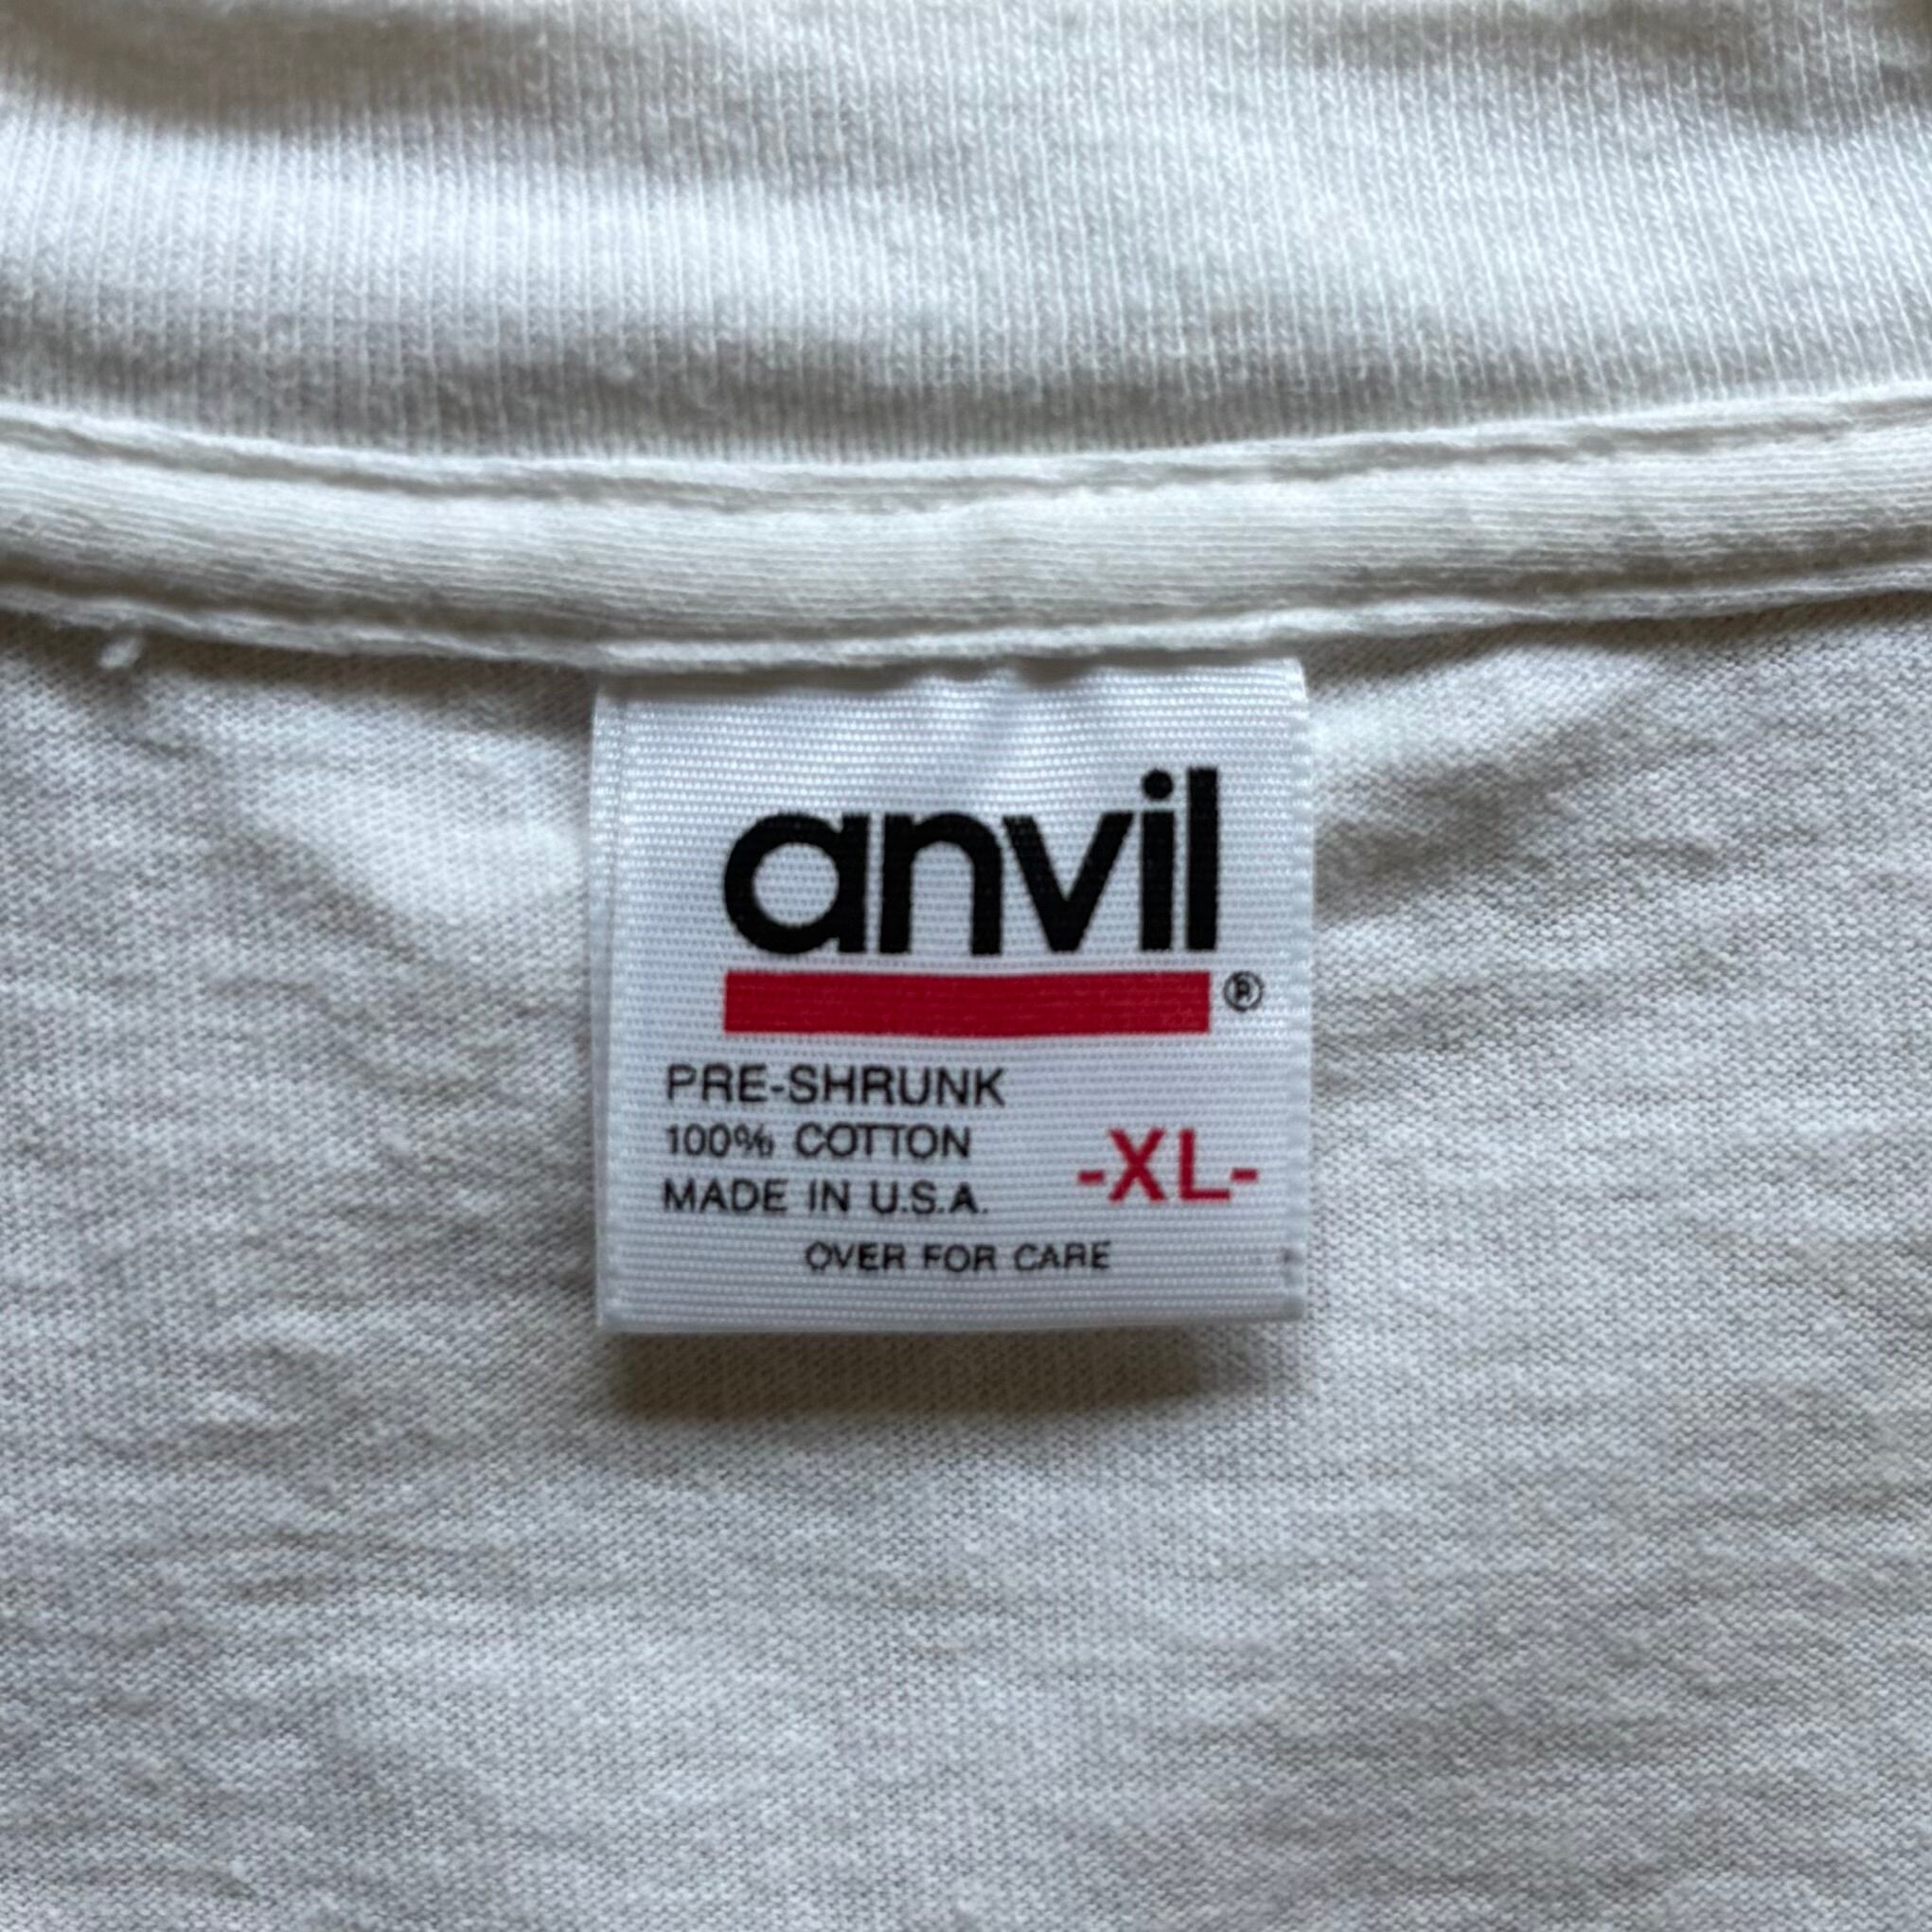 anvil
®
PRE-SHRUNK
100% COTTON
MADE IN U.S.A.
-XL-
OVER FOR CARE